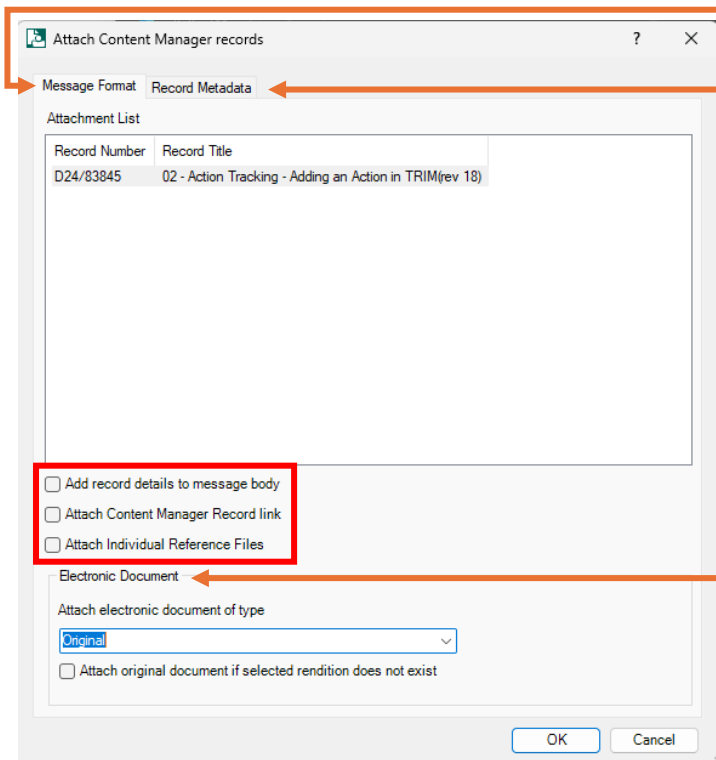 Attach Content Manager records
Message Format Record Metadata
Attachment List
Record Number Record Title
D24/83845 02 - Action Tracking - Adding an Action in TRIM(rev 18)
Add record details to message body
Attach Content Manager Record link
Attach Individual Reference Files
Electronic Document
Attach electronic document of type
Original
Attach original document if selected rendition does not exist
OK Cancel